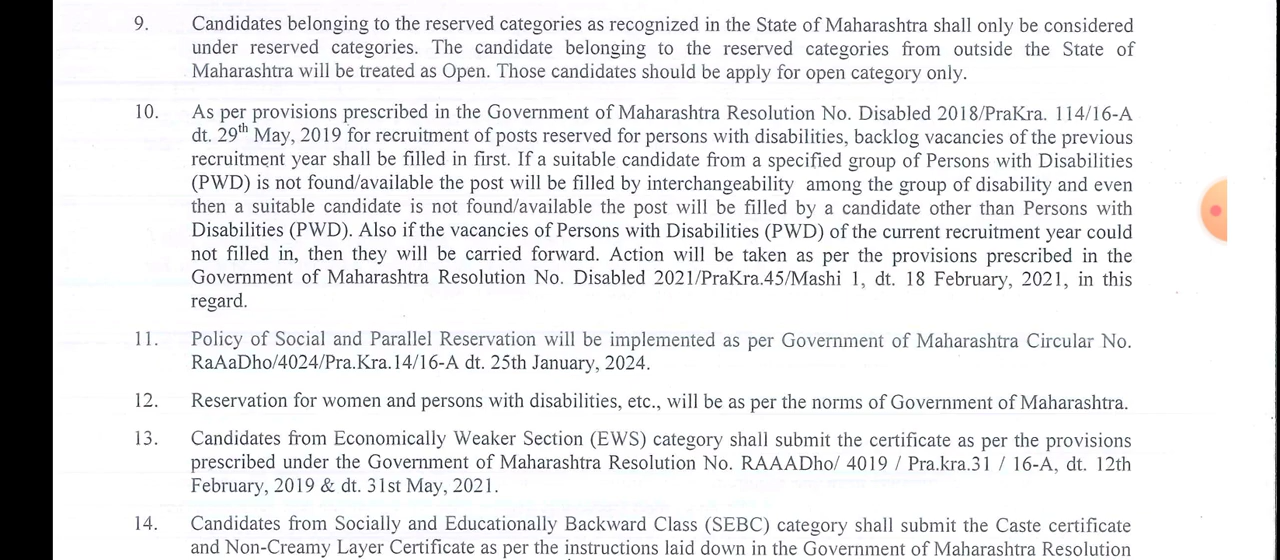 9. Candidates belonging to the reserved categories as recognized in the State of Maharashtra shall only be considered
under reserved categories. The candidate belonging to the reserved categories from outside the State of
Maharashtra will be treated as Open. Those candidates should be apply for open category only.
10. As per provisions prescribed in the Government of Maharashtra Resolution No. Disabled 2018/PraKra. 114/16-A
dt. 29th May, 2019 for recruitment of posts reserved for persons with disabilities, backlog vacancies of the previous
recruitment year shall be filled in first. If a suitable candidate from a specified group of Persons with Disabilities
(PWD) is not found/available the post will be filled by interchangeability among the group of disability and even
then a suitable candidate is not found/available the post will be filled by a candidate other than Persons with
Disabilities (PWD). Also if the vacancies of Persons with Disabilities (PWD) of the current recruitment year could
not filled in, then they will be carried forward. Action will be taken as per the provisions prescribed in the
Government of Maharashtra Resolution No. Disabled 2021/PraKra.45/Mashi 1, dt. 18 February, 2021, in this
regard.
11. Policy of Social and Parallel Reservation will be implemented as per Government of Maharashtra Circular No.
RaAaDho/4024/Pra.Kra.14/16-A dt. 25th January, 2024.
12. Reservation for women and persons with disabilities, etc., will be as per the norms of Government of Maharashtra.
13. Candidates from Economically Weaker Section (EWS) category shall submit the certificate as per the provisions
prescribed under the Government of Maharashtra Resolution No. RAAADho/ 4019 / Pra.kra.31 / 16-A, dt. 12th
February, 2019 & dt. 31st May, 2021.
14. Candidates from Socially and Educationally Backward Class (SEBC) category shall submit the Caste certificate
and Non-Creamy Layer Certificate as per the instructions laid down in the Government of Maharashtra Resolution